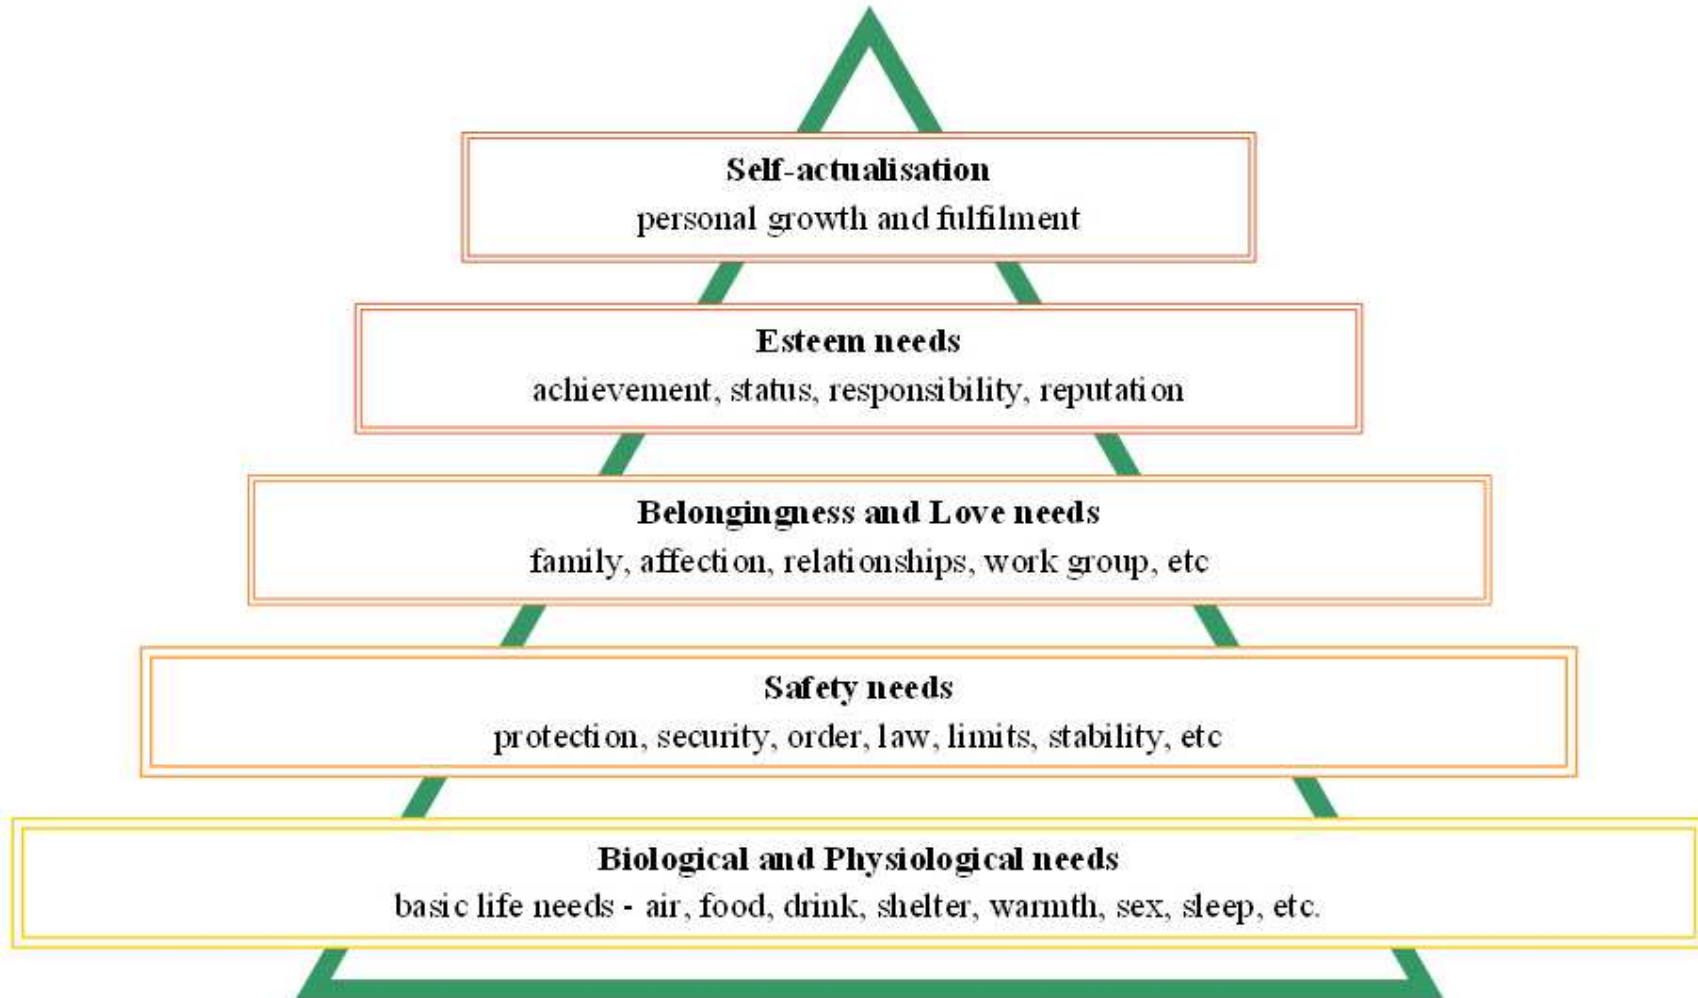 Self-actualisation
personal growth and fulfilment
Esteem needs
achievement, status, responsibility, reputation
Belongingness and Love needs
family, affection, relationships, work group, etc
Safety needs
protection, security, order, law, limits, stability, etc
Biological and Physiological needs
basic life needs - air, food, drink, shelter, warmth, sex, sleep, etc.